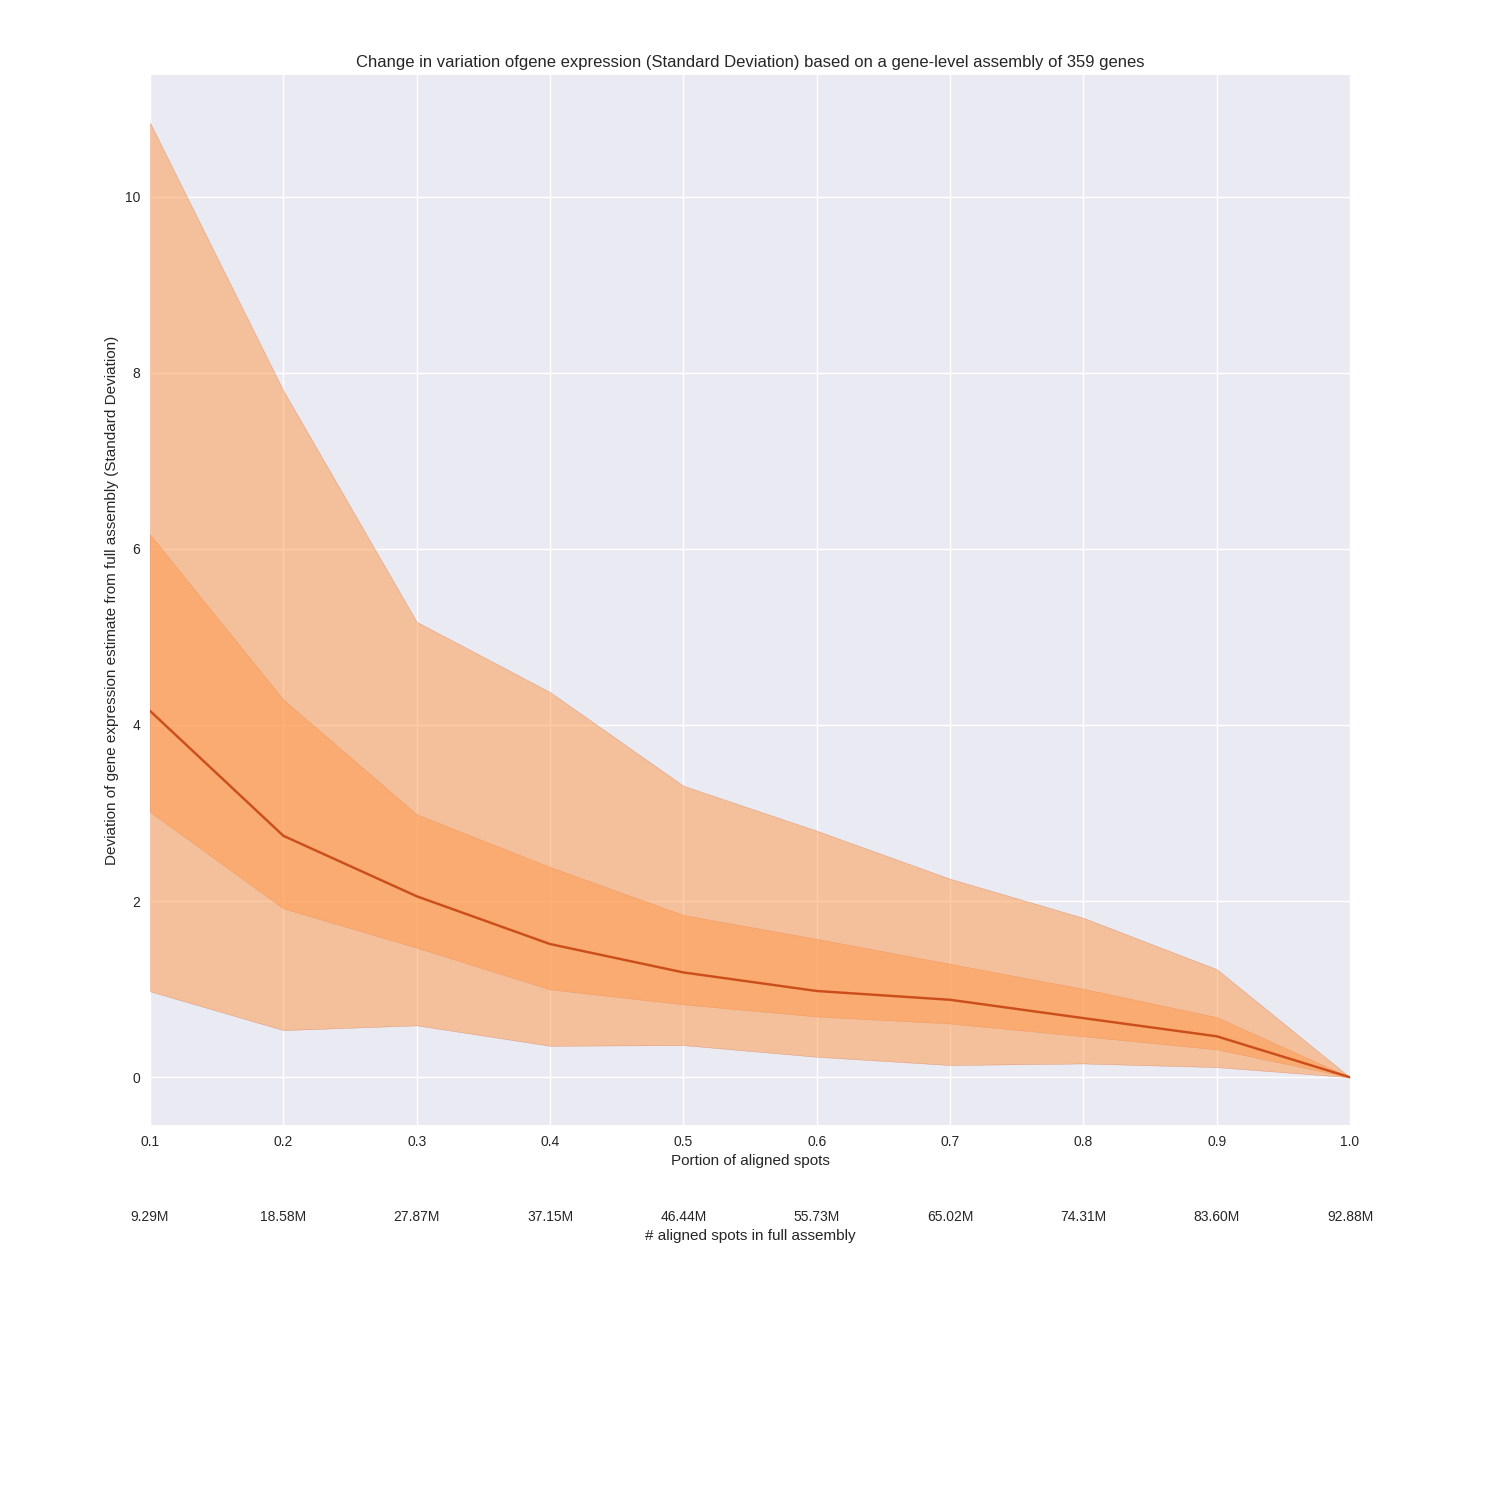 Change in variation ofgene expression (Standard Deviation) based on a gene-level assembly of 359 genes
Deviation of gene expression estimate from full assembly (Standard Deviation)
10
8
6
4
2
0
0.1 0.2 0.3 0.4 0.5 0.6 0.7 0.8 0.9 1.0
Portion of aligned spots
9.29M 18.58M 27.87M 37.15M 46.44M 55.73M 65.02M 74.31M 83.60M 92.88M
# aligned spots in full assembly